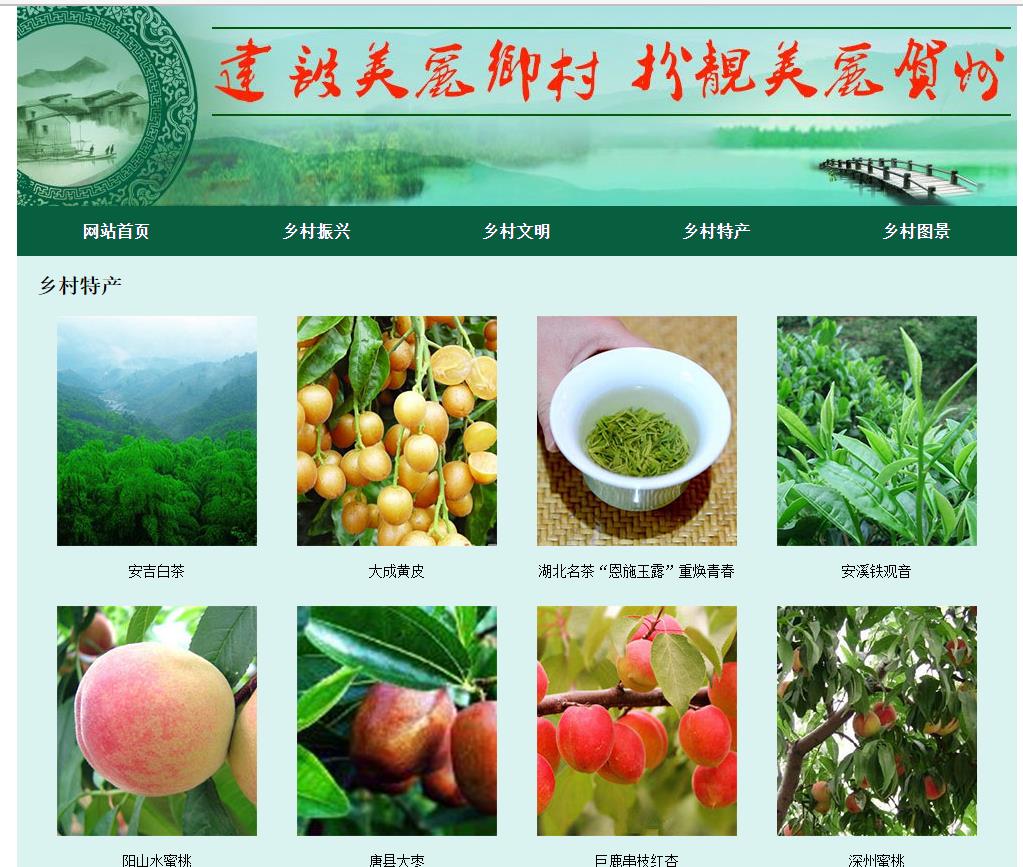 建設美麗鄉村 扮靚美麗賀州
网站首页 乡村振兴 乡村文明 乡村特产 乡村图景
乡村特产
安吉白茶 大成黄皮 湖北名茶“恩施玉露”重焕青春 安溪铁观音
阳山水蜜桃 唐县大枣 巨鹿串枝红杏 深州蜜桃